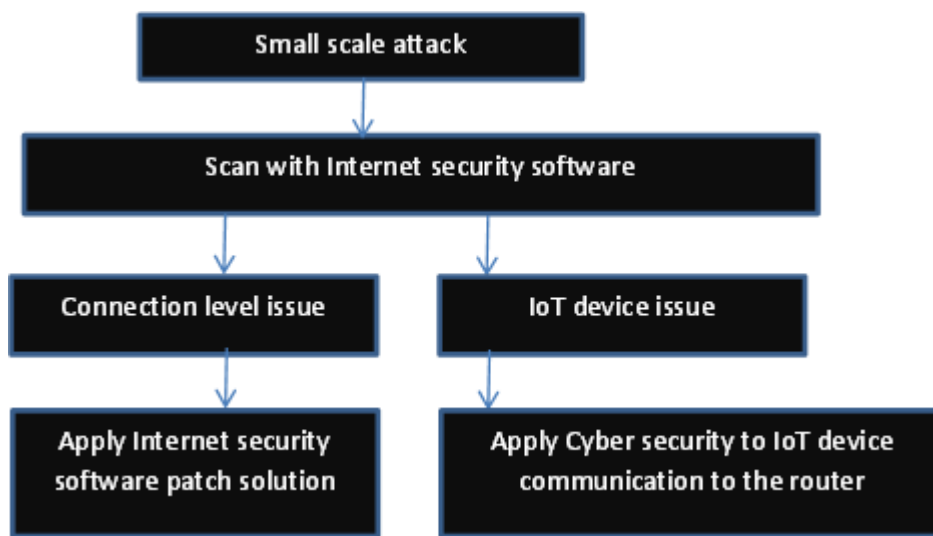 Small scale attack
Scan with Internet security software
Connection level issue
IoT device issue
Apply Internet security
software patch solution
Apply Cyber security to IoT device
communication to the router